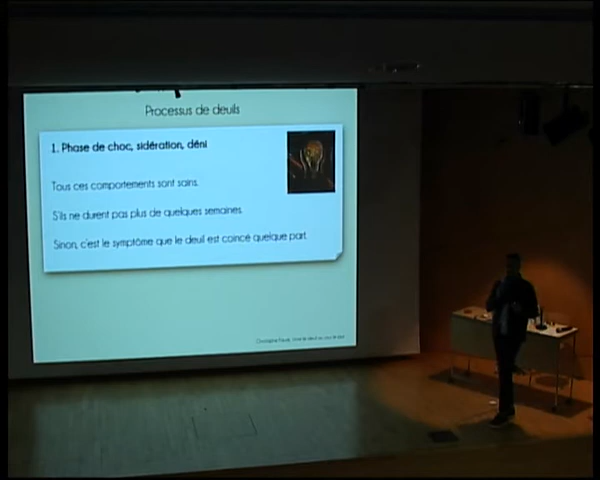 Processus de deuils
1. Phase de choc, sidération, déni
Tous ces comportements sont sains.
S'ils ne durent pas plus de quelques semaines.
Sinon, c'est le symptôme que le deuil est coincé quelque part.